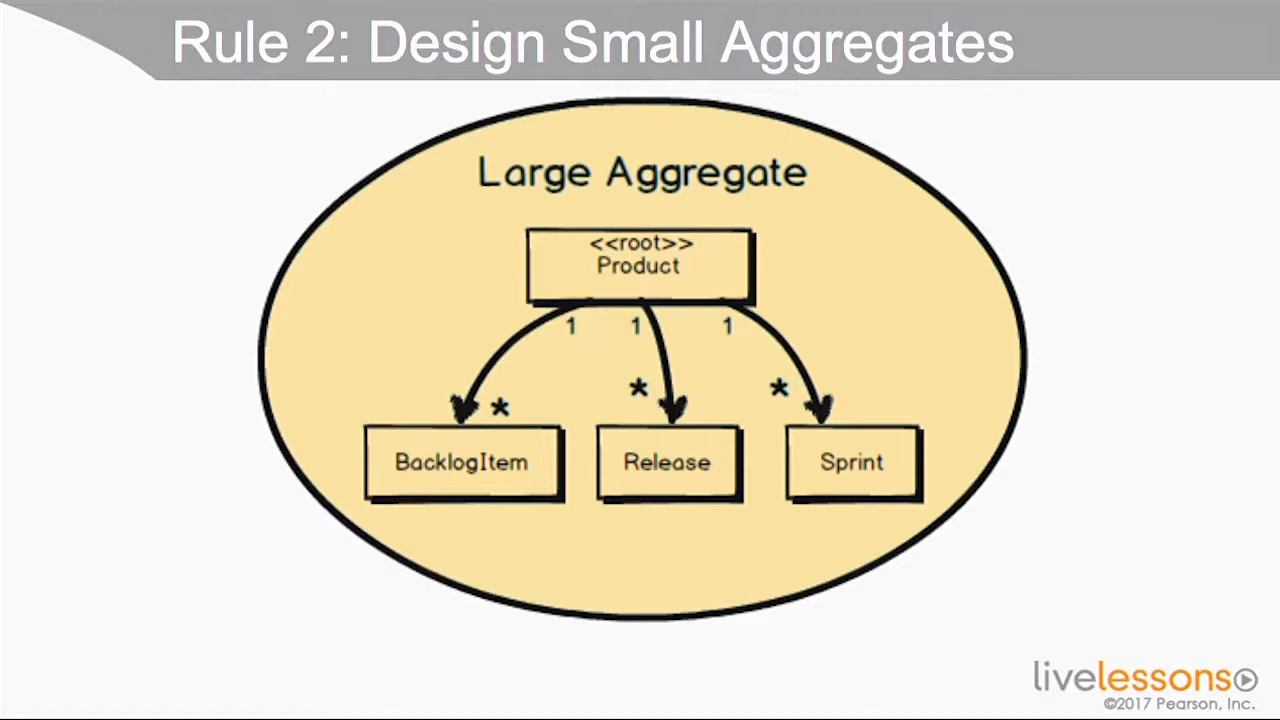 Rule 2: Design Small Aggregates
Large Aggregate
<<root>>
Product
1 1 1
* * *
BacklogItem Release Sprint
livelessons
©2017 Pearson, Inc.